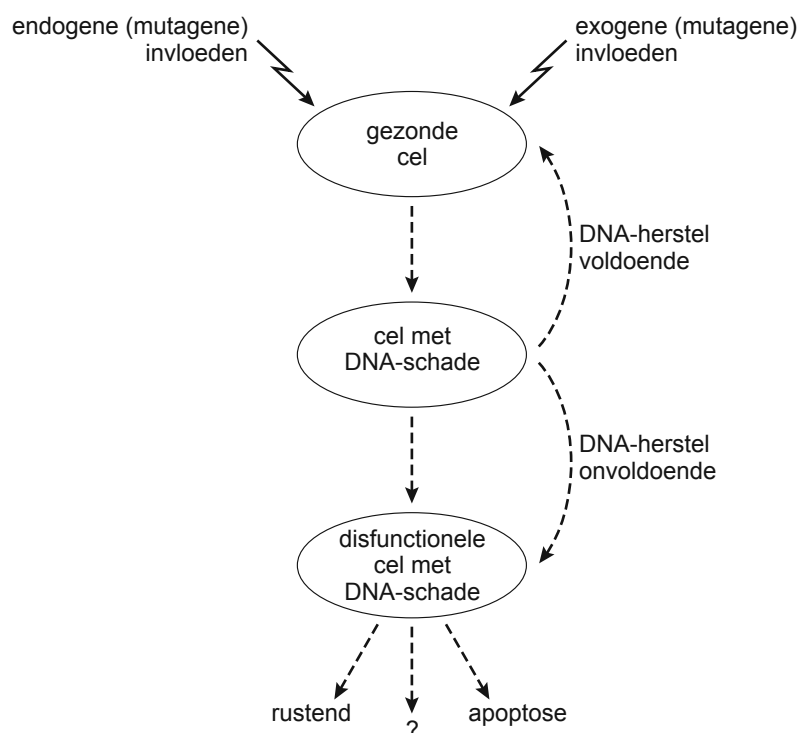 endogene (mutagene)
invloeden
exogene (mutagene)
invloeden
gezonde
cel
DNA-herstel
voldoende
cel met
DNA-schade
DNA-herstel
onvoldoende
disfunctionele
cel met
DNA-schade
rustend
?
apoptose